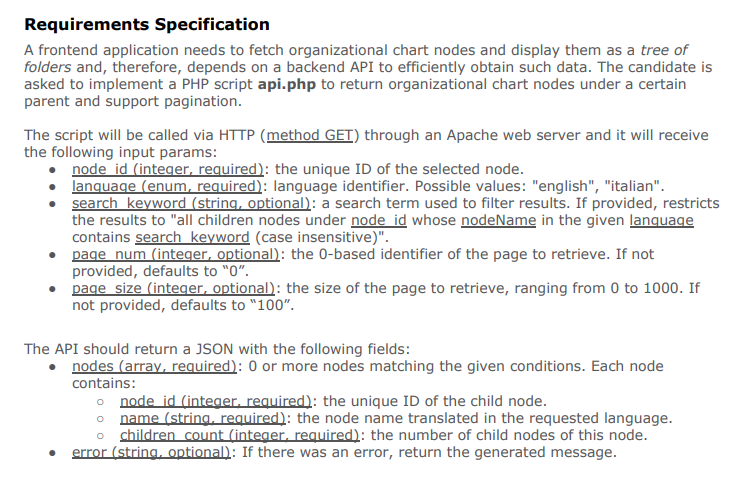 Requirements Specification
A frontend application needs to fetch organizational chart nodes and display them as a tree of
folders and, therefore, depends on a backend API to efficiently obtain such data. The candidate is
asked to implement a PHP script api.php to return organizational chart nodes under a certain
parent and support pagination.
The script will be called via HTTP (method GET) through an Apache web server and it will receive
the following input params:
• node_id (integer, required): the unique ID of the selected node.
• language (enum, required): language identifier. Possible values: "english", "italian".
• search_keyword (string, optional): a search term used to filter results. If provided, restricts
the results to "all children nodes under node_id whose nodeName in the given language
contains search_keyword (case insensitive)".
• page_num (integer, optional): the 0-based identifier of the page to retrieve. If not
provided, defaults to “0”.
• page_size (integer, optional): the size of the page to retrieve, ranging from 0 to 1000. If
not provided, defaults to “100”.
The API should return a JSON with the following fields:
• nodes (array, required): 0 or more nodes matching the given conditions. Each node
contains:
○ node_id (integer, required): the unique ID of the child node.
○ name (string, required): the node name translated in the requested language.
○ children_count (integer, required): the number of child nodes of this node.
• error (string, optional): If there was an error, return the generated message.